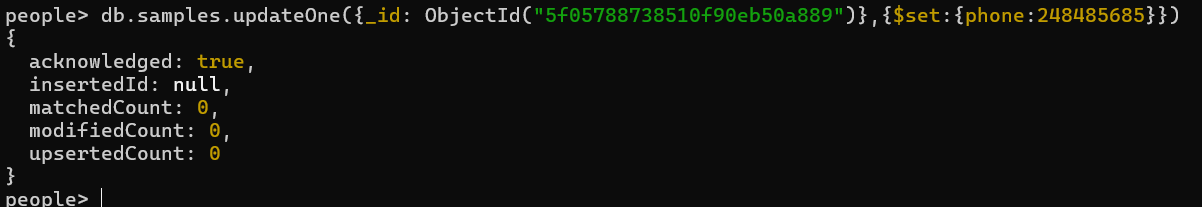 people> db.samples.updateOne({_id: ObjectId("5f05788738510f90eb50a889")},{$set:{phone:248485685}})
{
  acknowledged: true,
  insertedId: null,
  matchedCount: 0,
  modifiedCount: 0,
  upsertedCount: 0
}
people>